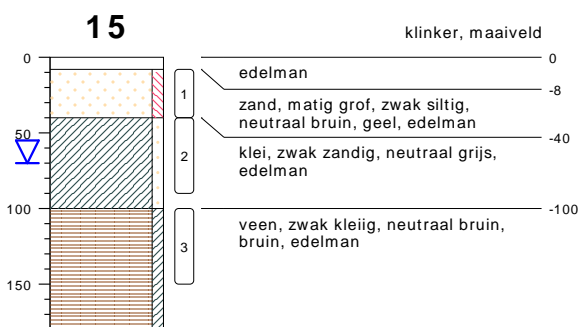 15
klinker, maaiveld
0
0
edelman
-8
1
zand, matig grof, zwak siltig,
neutraal bruin, geel, edelman
-40
50
2
klei, zwak zandig, neutraal grijs,
edelman
100
-100
3
veen, zwak kleiig, neutraal bruin,
bruin, edelman
150